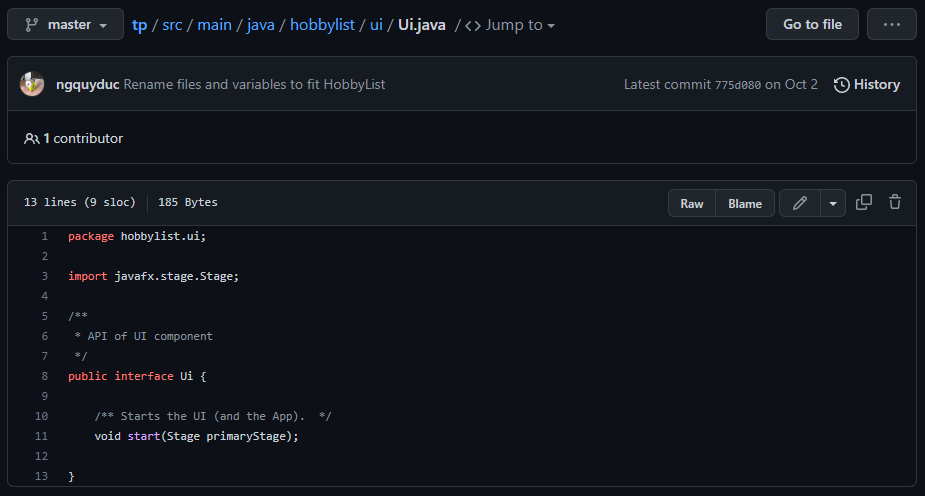 master tp / src / main / java / hobbylist / ui / Ui.java / <> Jump to Go to file ...
ngquyduc Rename files and variables to fit HobbyList Latest commit 775d080 on Oct 2 History
1 contributor
13 lines (9 sloc) 185 Bytes Raw Blame
1 package hobbylist.ui;
2
3 import javafx.stage.Stage;
4
5 /**
6  * API of UI component
7  */
8 public interface Ui {
9
10     /** Starts the UI (and the App).  */
11     void start(Stage primaryStage);
12
13 }